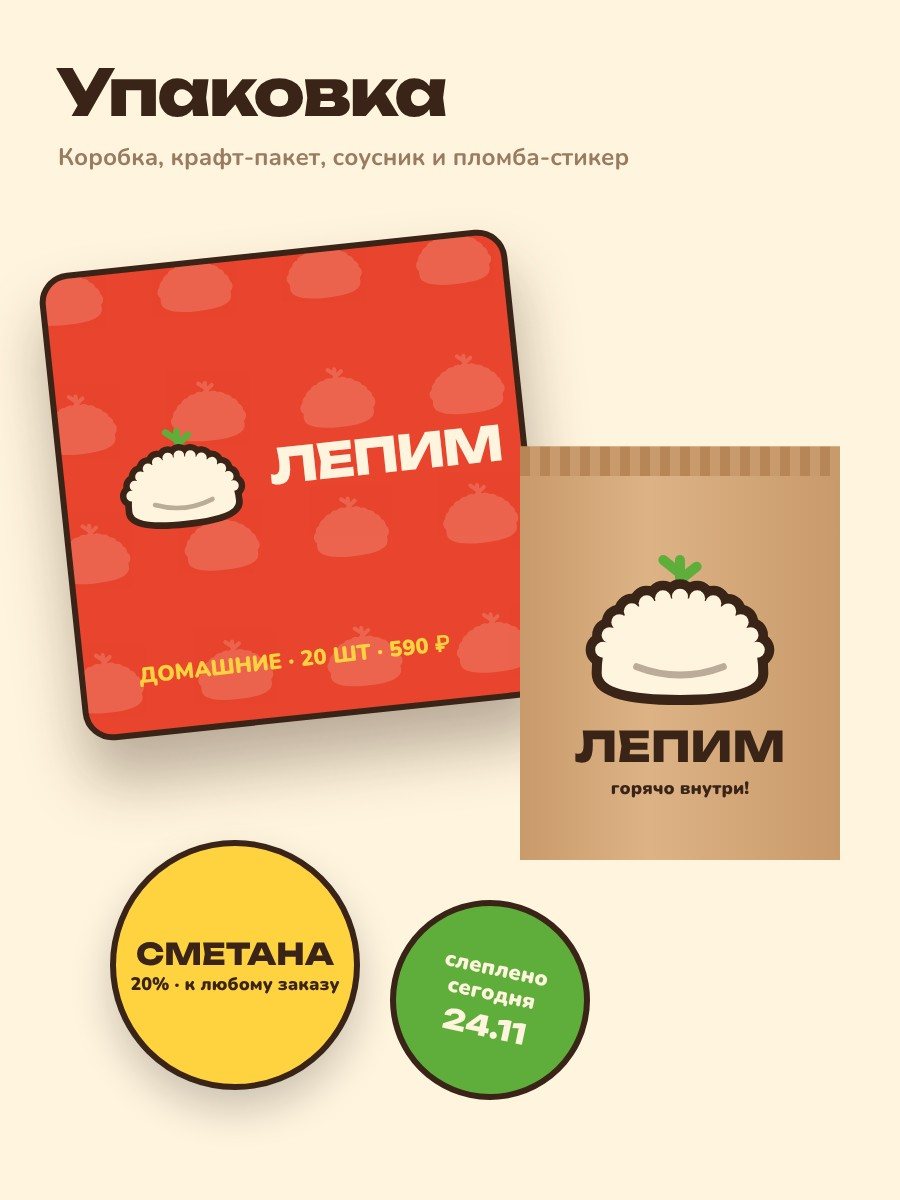 Упаковка
Коробка, крафт-пакет, соусник и пломба-стикер
ЛЕПИМ
ДОМАШНИЕ · 20 ШТ · 590 ₽
ЛЕПИМ
горячо внутри!
СМЕТАНА
20% · к любому заказу
слеплено
сегодня
24.11